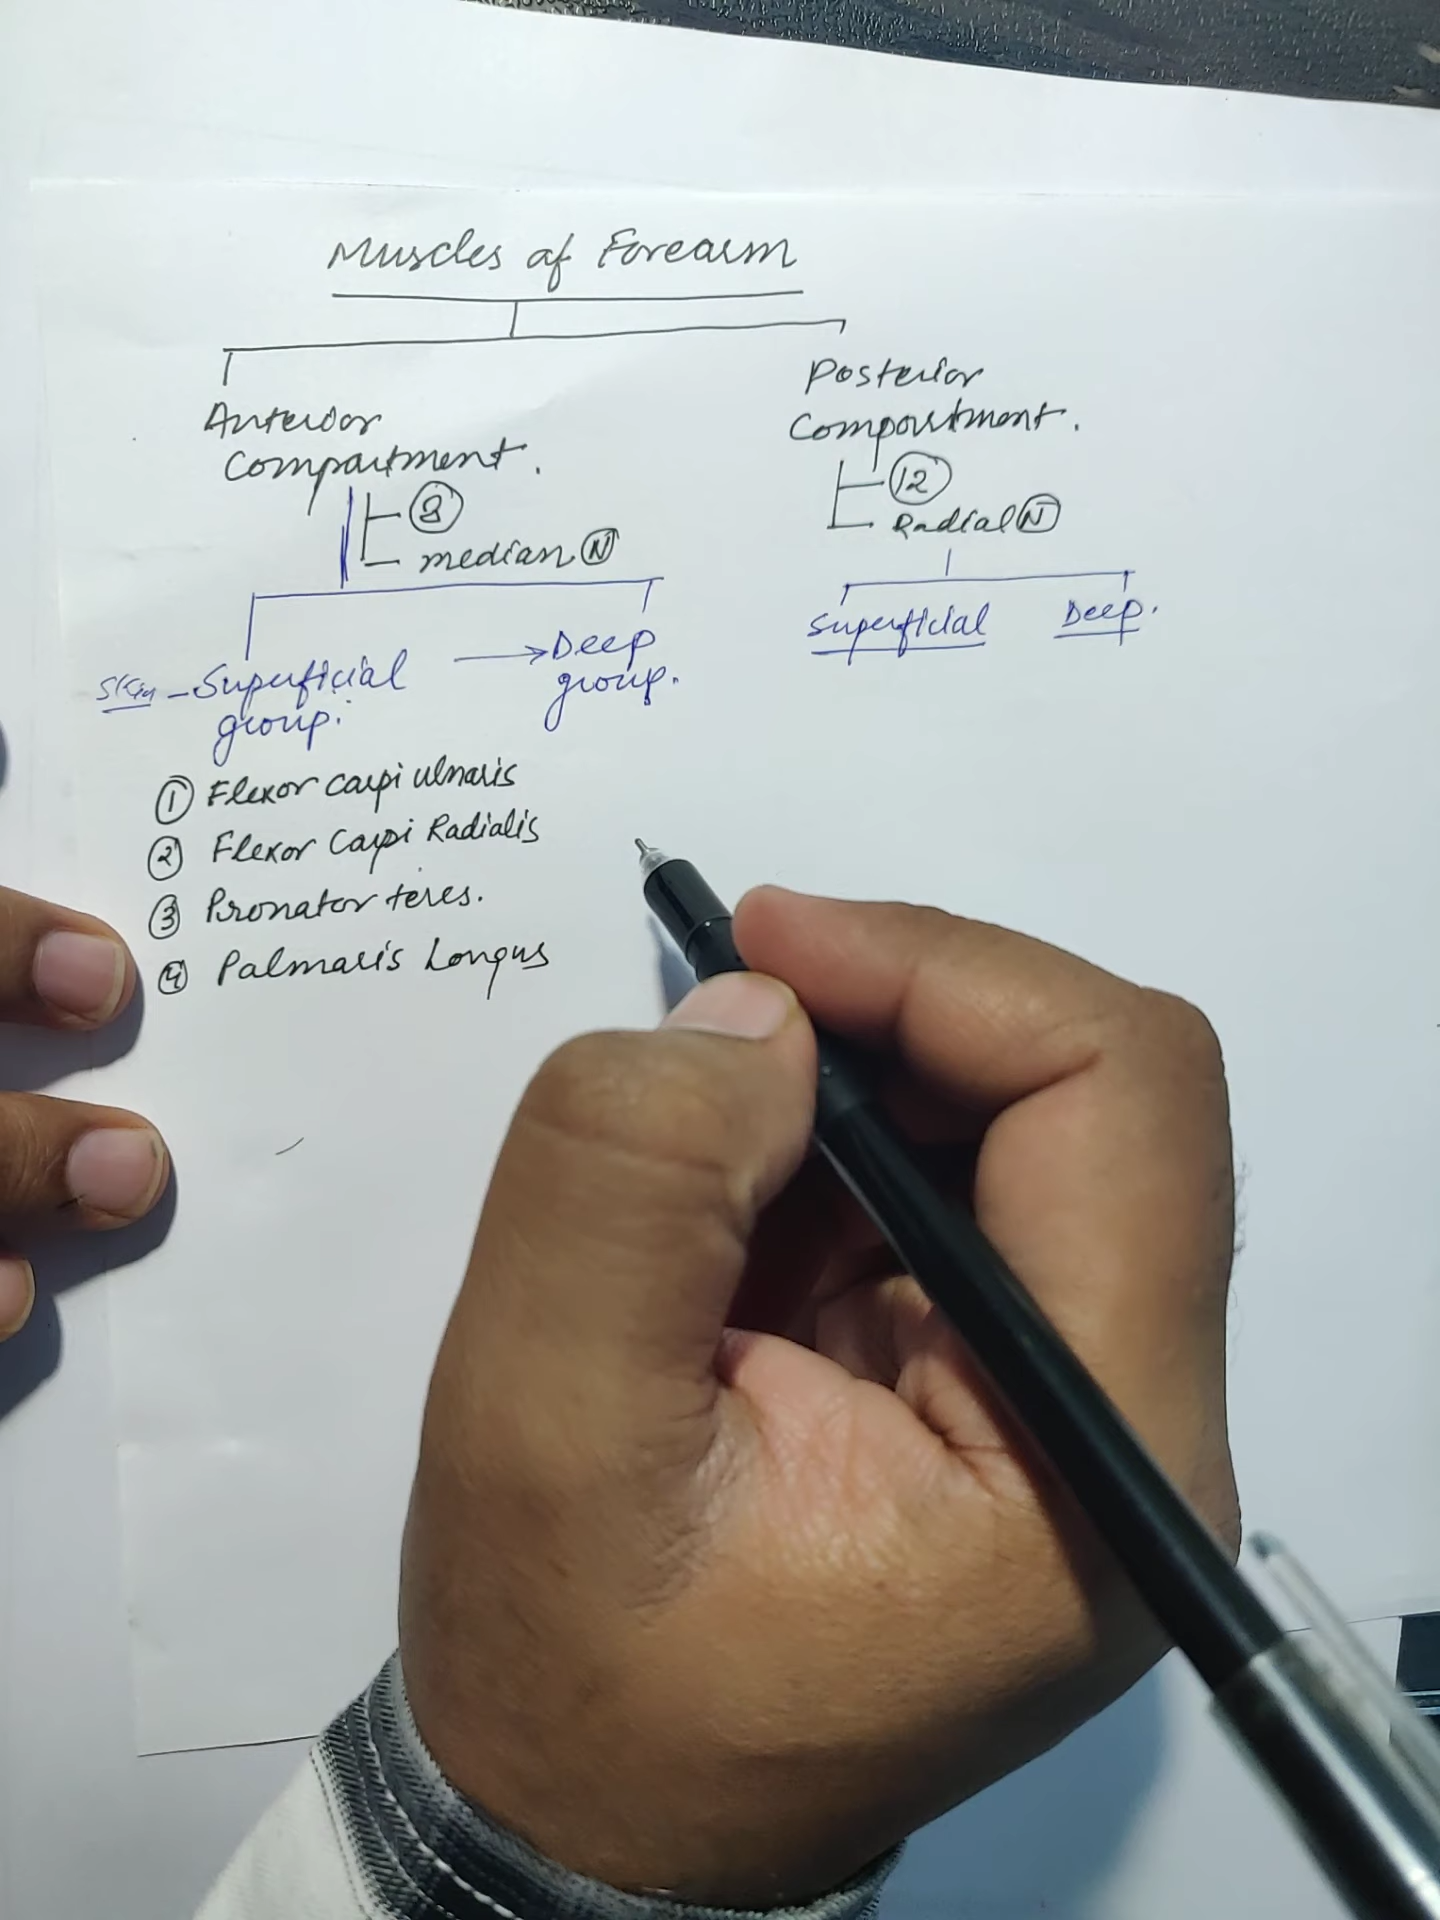 Muscles of Forearm
Anterior
Compartment.
8
median N
Posterior
Compartment.
12
Radial N
Skin - Superficial
group.
→ Deep
group.
Superficial
Deep.
1 Flexor carpi ulnaris
2 Flexor Carpi Radialis
3 Pronator teres.
4 Palmaris Longus